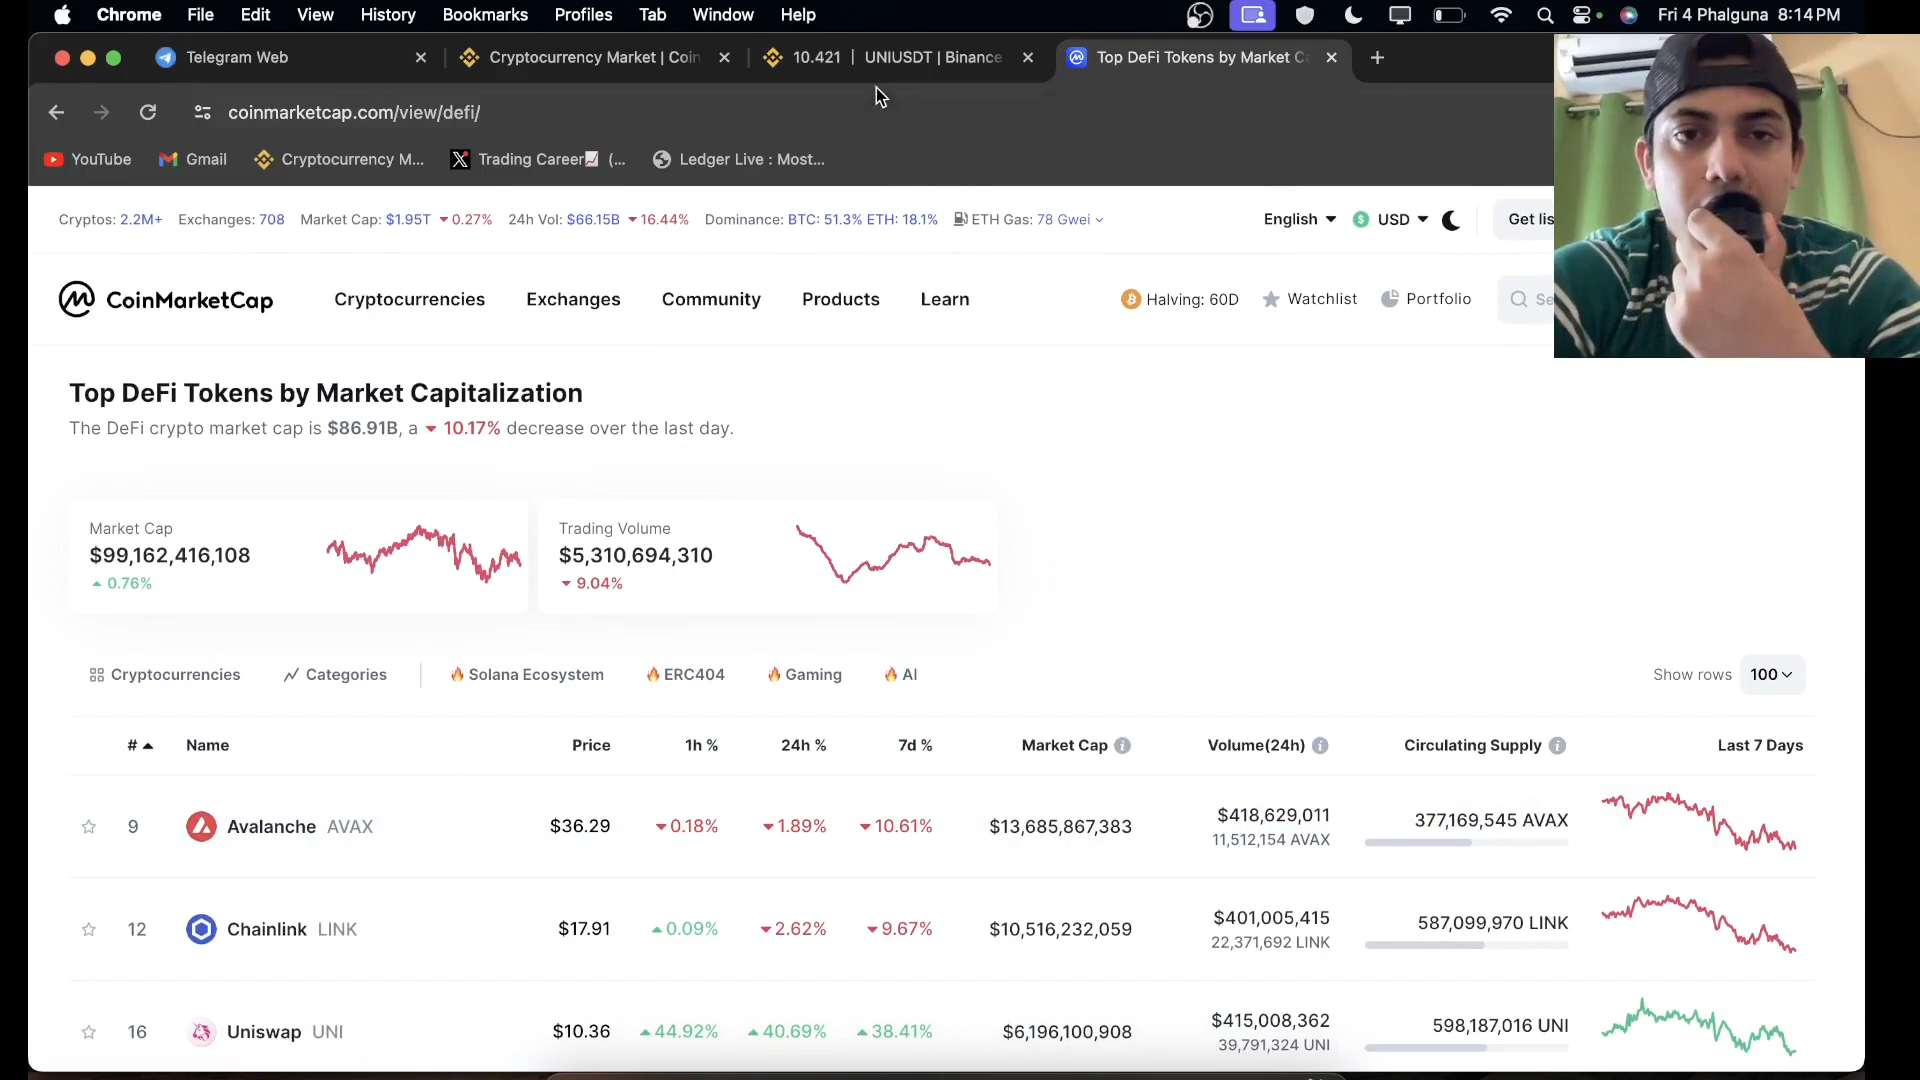 Chrome File Edit View History Bookmarks Profiles Tab Window Help Fri 4 Phalguna 8:14 PM
Telegram Web Cryptocurrency Market | Coin 10.421 | UNIUSDT | Binance Top DeFi Tokens by Market C
coinmarketcap.com/view/defi/
YouTube Gmail Cryptocurrency M... Trading Career📈 (... Ledger Live : Most...
Cryptos: 2.2M+ Exchanges: 708 Market Cap: $1.95T ▼0.27% 24h Vol: $66.15B ▼16.44% Dominance: BTC: 51.3% ETH: 18.1% ETH Gas: 78 Gwei English USD Get lis
CoinMarketCap Cryptocurrencies Exchanges Community Products Learn Halving: 60D Watchlist Portfolio Se
Top DeFi Tokens by Market Capitalization
The DeFi crypto market cap is $86.91B, a ▼ 10.17% decrease over the last day.
Market Cap Trading Volume
$99,162,416,108 $5,310,694,310
▲ 0.76% ▼ 9.04%
Cryptocurrencies Categories 🔥Solana Ecosystem 🔥ERC404 🔥Gaming 🔥AI Show rows 100
# ▲ Name Price 1h % 24h % 7d % Market Cap Volume(24h) Circulating Supply Last 7 Days
9 Avalanche AVAX $36.29 ▼0.18% ▼1.89% ▼10.61% $13,685,867,383 $418,629,011 377,169,545 AVAX
11,512,154 AVAX
12 Chainlink LINK $17.91 ▲0.09% ▼2.62% ▼9.67% $10,516,232,059 $401,005,415 587,099,970 LINK
22,371,692 LINK
16 Uniswap UNI $10.36 ▲44.92% ▲40.69% ▲38.41% $6,196,100,908 $415,008,362 598,187,016 UNI
39,791,324 UNI